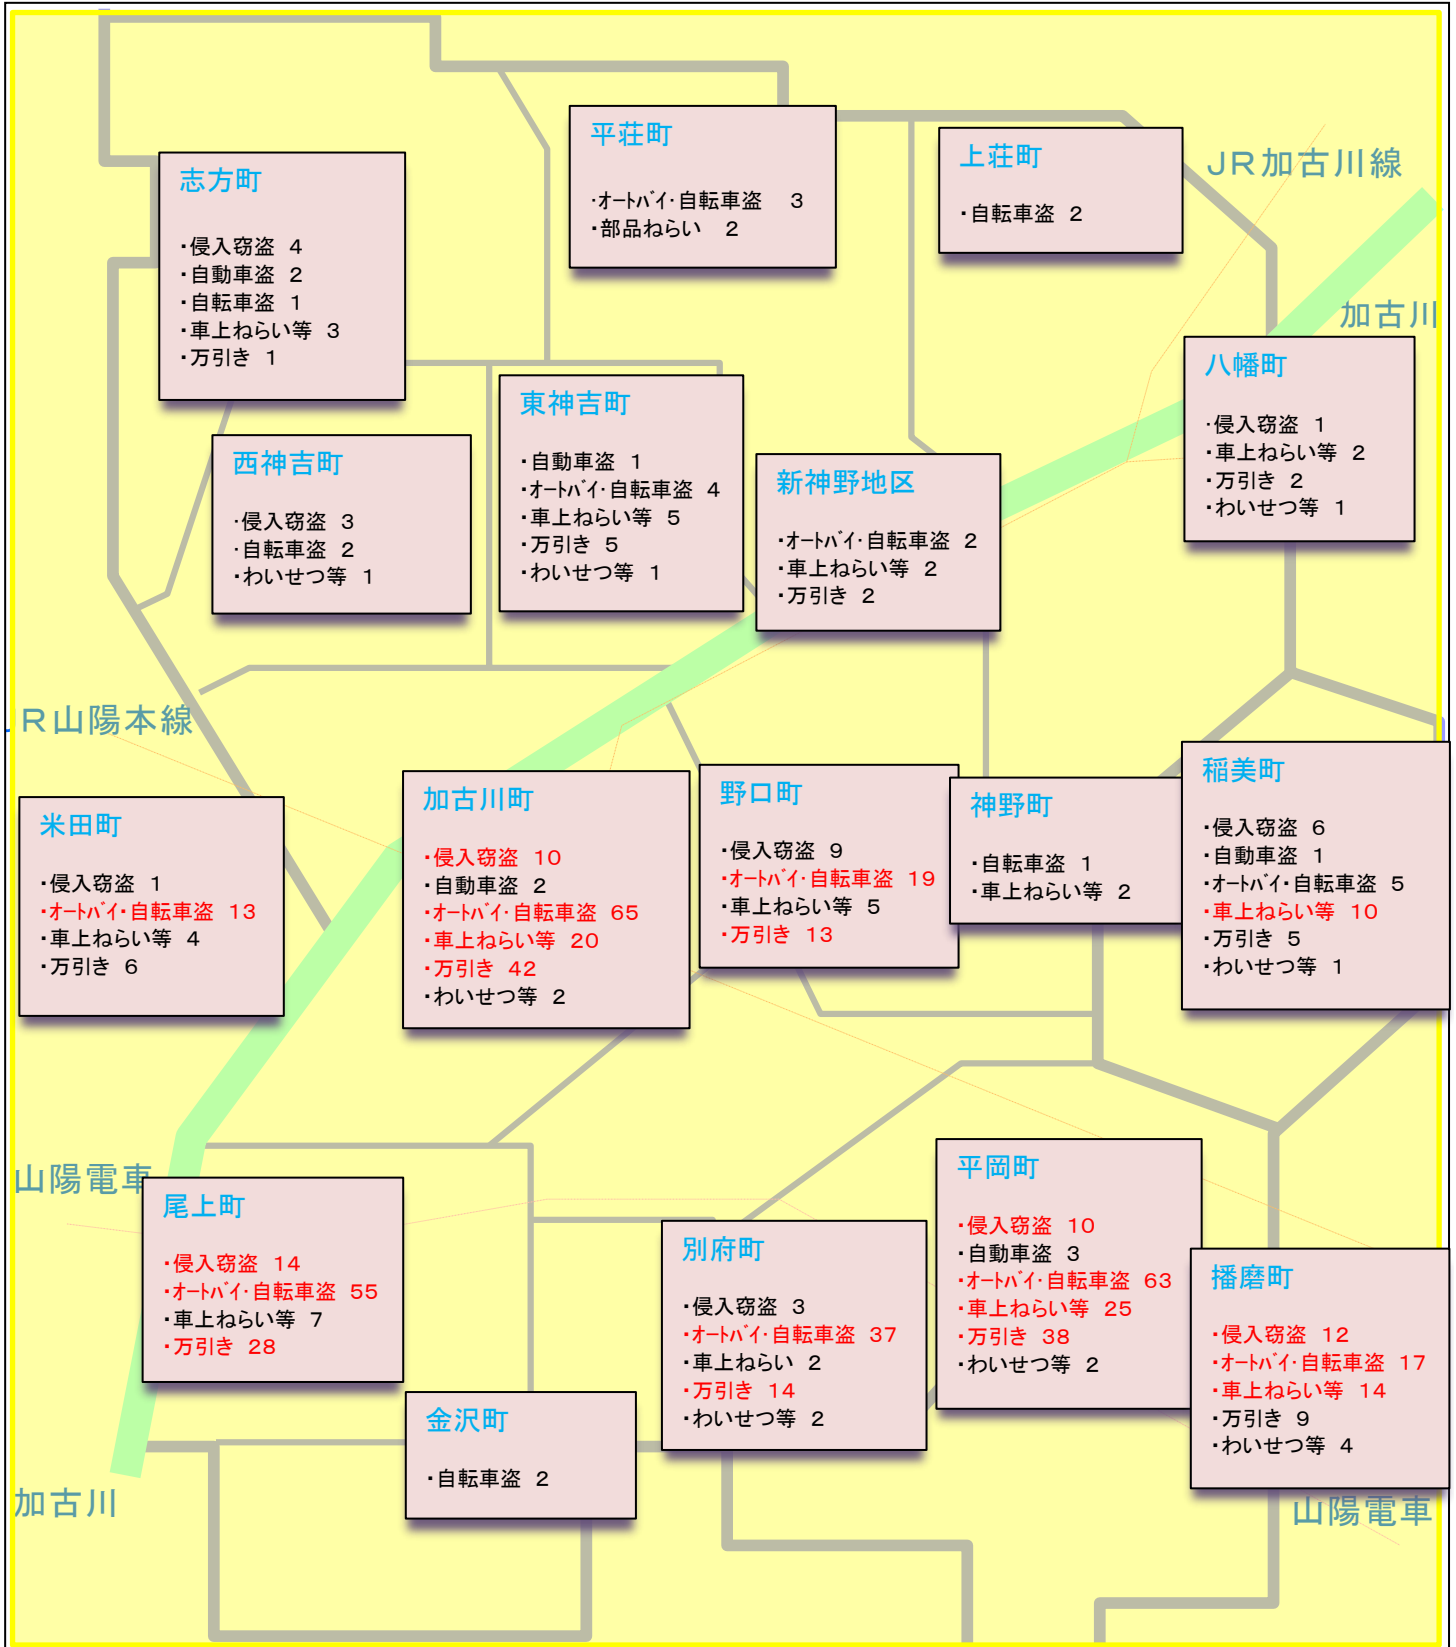 平荘町
・オートバイ・自転車盗 3
・部品ねらい 2
上荘町
・自転車盗 2
JR加古川線
志方町
・侵入窃盗 4
・自動車盗 2
・自転車盗 1
・車上ねらい等 3
・万引き 1
加古川
八幡町
・侵入窃盗 1
・車上ねらい等 2
・万引き 2
・わいせつ等 1
東神吉町
・自動車盗 1
・オートバイ・自転車盗 4
・車上ねらい等 5
・万引き 5
・わいせつ等 1
西神吉町
・侵入窃盗 3
・自転車盗 2
・わいせつ等 1
新神野地区
・オートバイ・自転車盗 2
・車上ねらい等 2
・万引き 2
JR山陽本線
米田町
・侵入窃盗 1
・オートバイ・自転車盗 13
・車上ねらい等 4
・万引き 6
加古川町
・侵入窃盗 10
・自動車盗 2
・オートバイ・自転車盗 65
・車上ねらい等 20
・万引き 42
・わいせつ等 2
野口町
・侵入窃盗 9
・オートバイ・自転車盗 19
・車上ねらい等 5
・万引き 13
神野町
・自転車盗 1
・車上ねらい等 2
稲美町
・侵入窃盗 6
・自動車盗 1
・オートバイ・自転車盗 5
・車上ねらい等 10
・万引き 5
・わいせつ等 1
山陽電車
尾上町
・侵入窃盗 14
・オートバイ・自転車盗 55
・車上ねらい等 7
・万引き 28
別府町
・侵入窃盗 3
・オートバイ・自転車盗 37
・車上ねらい 2
・万引き 14
・わいせつ等 2
平岡町
・侵入窃盗 10
・自動車盗 3
・オートバイ・自転車盗 63
・車上ねらい等 25
・万引き 38
・わいせつ等 2
播磨町
・侵入窃盗 12
・オートバイ・自転車盗 17
・車上ねらい等 14
・万引き 9
・わいせつ等 4
金沢町
・自転車盗 2
加古川
山陽電車